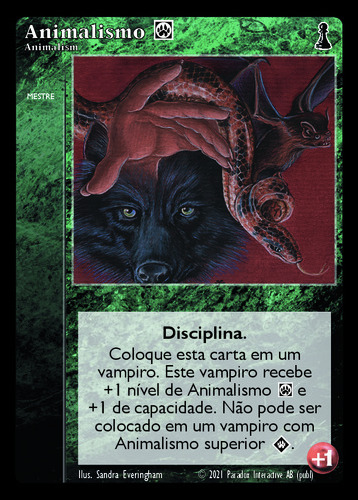 Animalismo
Animalism
MESTRE
Disciplina.
Coloque esta carta em um
vampiro. Este vampiro recebe
+1 nível de Animalismo e
+1 de capacidade. Não pode ser
colocado em um vampiro com
Animalismo superior .
+1
Ilus. Sandra Everingham © 2021 Paradox Interactive AB (publ)